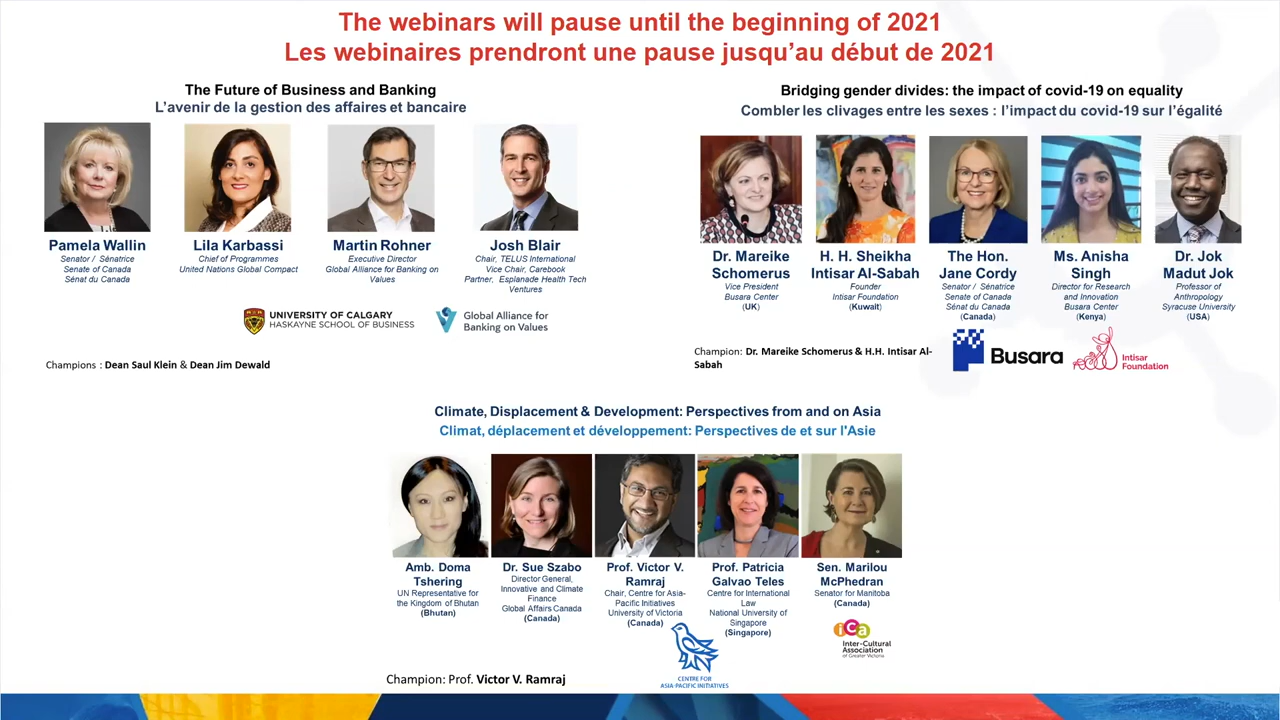 The webinars will pause until the beginning of 2021
Les webinaires prendront une pause jusqu’au début de 2021
The Future of Business and Banking
L’avenir de la gestion des affaires et bancaire
Pamela Wallin
Senator / Sénatrice
Senate of Canada
Sénat du Canada
Lila Karbassi
Chief of Programmes
United Nations Global Compact
Martin Rohner
Executive Director
Global Alliance for Banking on
Values
Josh Blair
Chair, TELUS International
Vice Chair, Carebook
Partner, Esplanade Health Tech
Ventures
UNIVERSITY OF CALGARY
HASKAYNE SCHOOL OF BUSINESS
Global Alliance for
Banking on Values
Champions : Dean Saul Klein & Dean Jim Dewald
Bridging gender divides: the impact of covid-19 on equality
Combler les clivages entre les sexes : l’impact du covid-19 sur l’égalité
Dr. Mareike
Schomerus
Vice President
Busara Center
(UK)
H. H. Sheikha
Intisar Al-Sabah
Founder
Intisar Foundation
(Kuwait)
The Hon.
Jane Cordy
Senator / Sénatrice
Senate of Canada
Sénat du Canada
(Canada)
Ms. Anisha
Singh
Director for Research
and Innovation
Busara Center
(Kenya)
Dr. Jok
Madut Jok
Professor of
Anthropology
Syracuse University
(USA)
Champion: Dr. Mareike Schomerus & H.H. Intisar Al-
Sabah
Busara
Intisar
Foundation
Climate, Displacement & Development: Perspectives from and on Asia
Climat, déplacement et développement: Perspectives de et sur l'Asie
Amb. Doma
Tshering
UN Representative for
the Kingdom of Bhutan
(Bhutan)
Dr. Sue Szabo
Director General,
Innovative and Climate
Finance
Global Affairs Canada
(Canada)
Prof. Victor V.
Ramraj
Chair, Centre for Asia-
Pacific Initiatives
University of Victoria
(Canada)
Prof. Patricia
Galvao Teles
Centre for International
Law
National University of
Singapore
(Singapore)
Sen. Marilou
McPhedran
Senator for Manitoba
(Canada)
CENTRE FOR
ASIA-PACIFIC INITIATIVES
ica
Inter-Cultural
Association
of Greater Victoria
Champion: Prof. Victor V. Ramraj